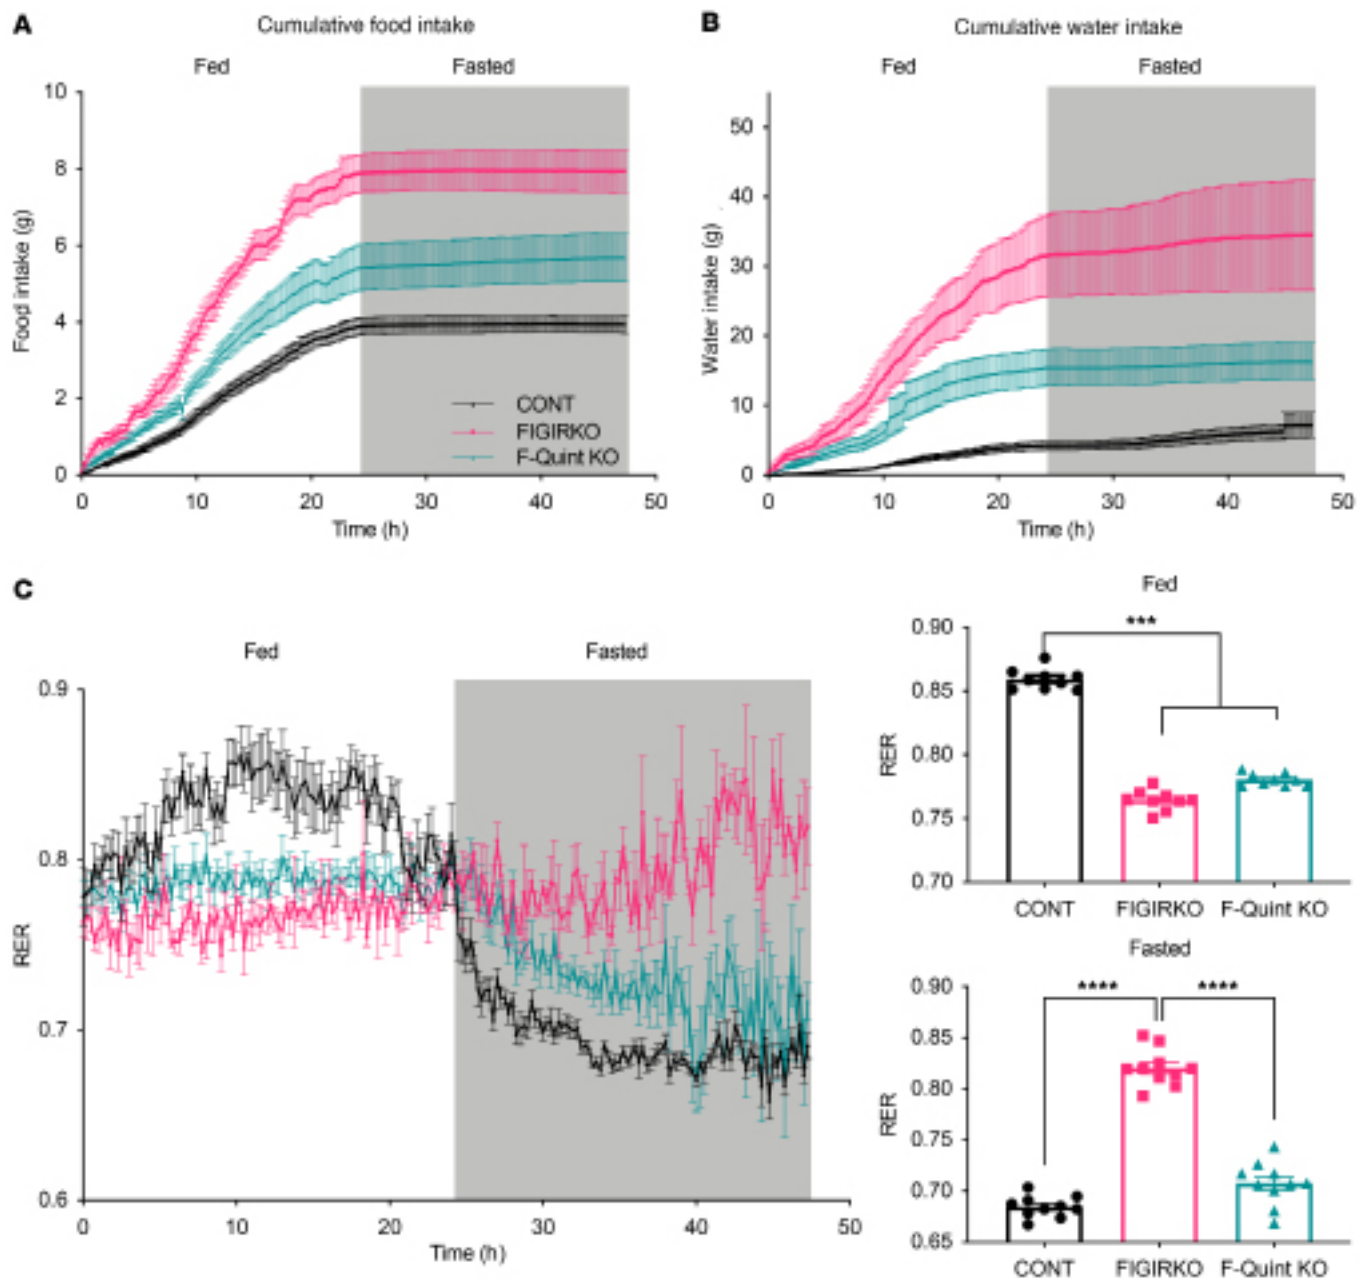 A
Cumulative food intake
Fed
Fasted
10
8
6
4
2
0
Food intake (g)
CONT
FIGIRKO
F-Quint KO
0 10 20 30 40 50
Time (h)
B
Cumulative water intake
Fed
Fasted
50
40
30
20
10
0
Water intake (g)
0 10 20 30 40 50
Time (h)
C
Fed
Fasted
0.9
0.8
0.7
0.6
RER
0 10 20 30 40 50
Time (h)
Fed
***
0.90
0.85
0.80
0.75
0.70
RER
CONT FIGIRKO F-Quint KO
Fasted
**** ****
0.90
0.85
0.80
0.75
0.70
0.65
RER
CONT FIGIRKO F-Quint KO